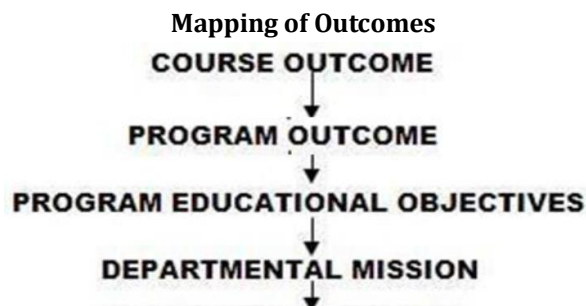 Mapping of Outcomes
COURSE OUTCOME
PROGRAM OUTCOME
PROGRAM EDUCATIONAL OBJECTIVES
DEPARTMENTAL MISSION